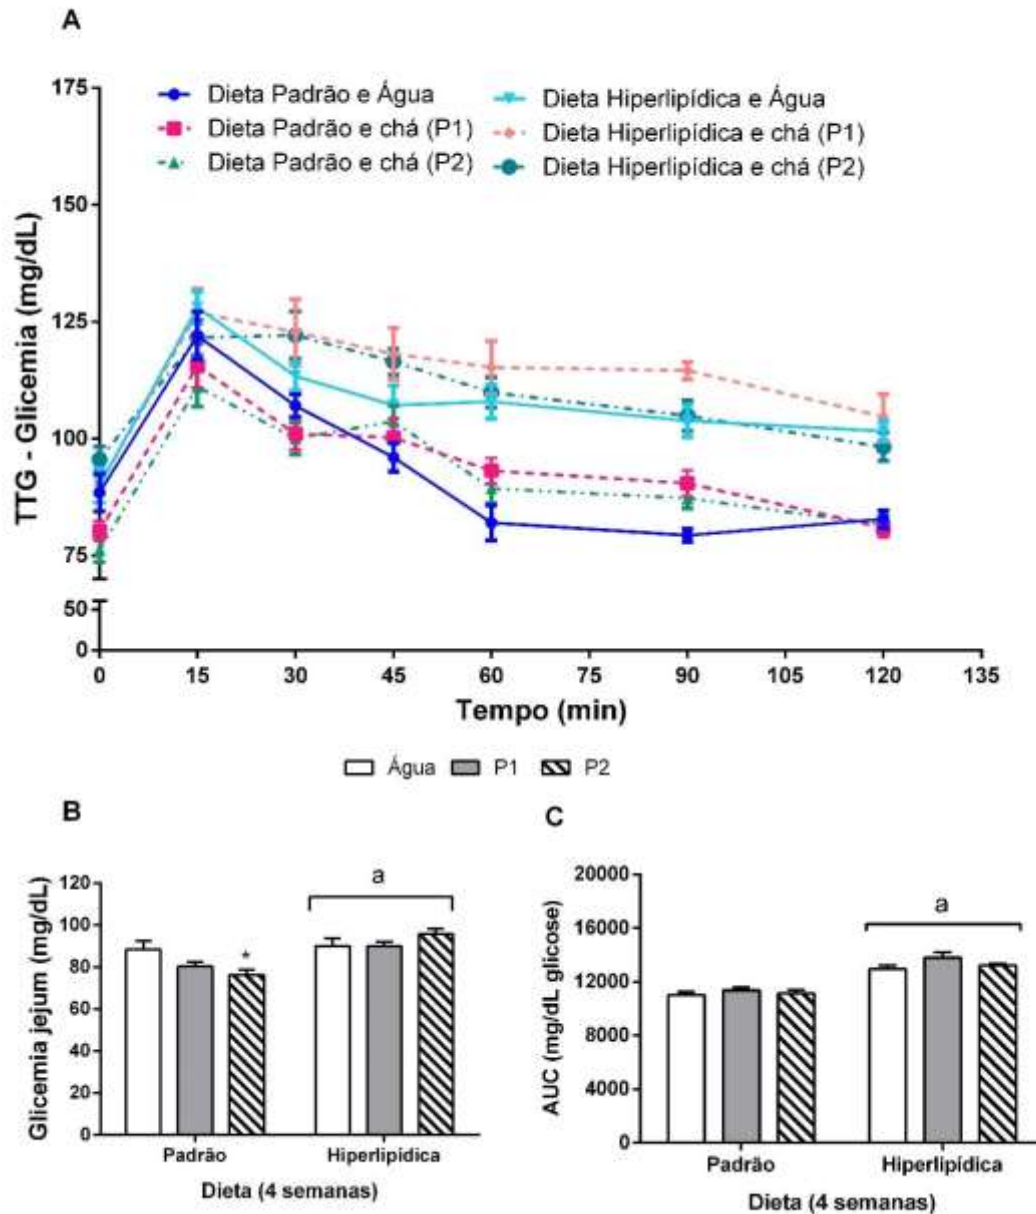 A
175
150
125
100
75
50
0
TTG - Glicemia (mg/dL)
Dieta Padrão e Água
Dieta Padrão e chá (P1)
Dieta Padrão e chá (P2)
Dieta Hiperlipídica e Água
Dieta Hiperlipídica e chá (P1)
Dieta Hiperlipídica e chá (P2)
0 15 30 45 60 75 90 105 120 135
Tempo (min)
Água P1 P2
B
120
100
80
60
40
20
0
Glicemia jejum (mg/dL)
*
a
Padrão Hiperlipídica
Dieta (4 semanas)
C
20000
16000
12000
8000
4000
0
AUC (mg/dL glicose)
a
Padrão Hiperlipídica
Dieta (4 semanas)